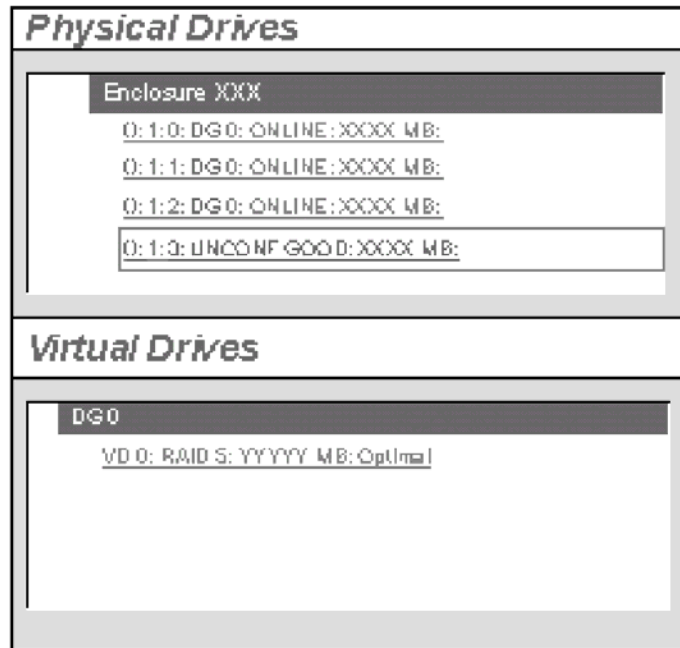 Physical Drives
Enclosure XXX
0: 1: 0: DG 0: ONLINE: XXXX MB:
0: 1: 1: DG 0: ONLINE: XXXX MB:
0: 1: 2: DG 0: ONLINE: XXXX MB:
0: 1: 3: UNCONF GOOD: XXXX MB:
Virtual Drives
DG 0
VD 0: RAID 5: YYYYY MB: Optimal